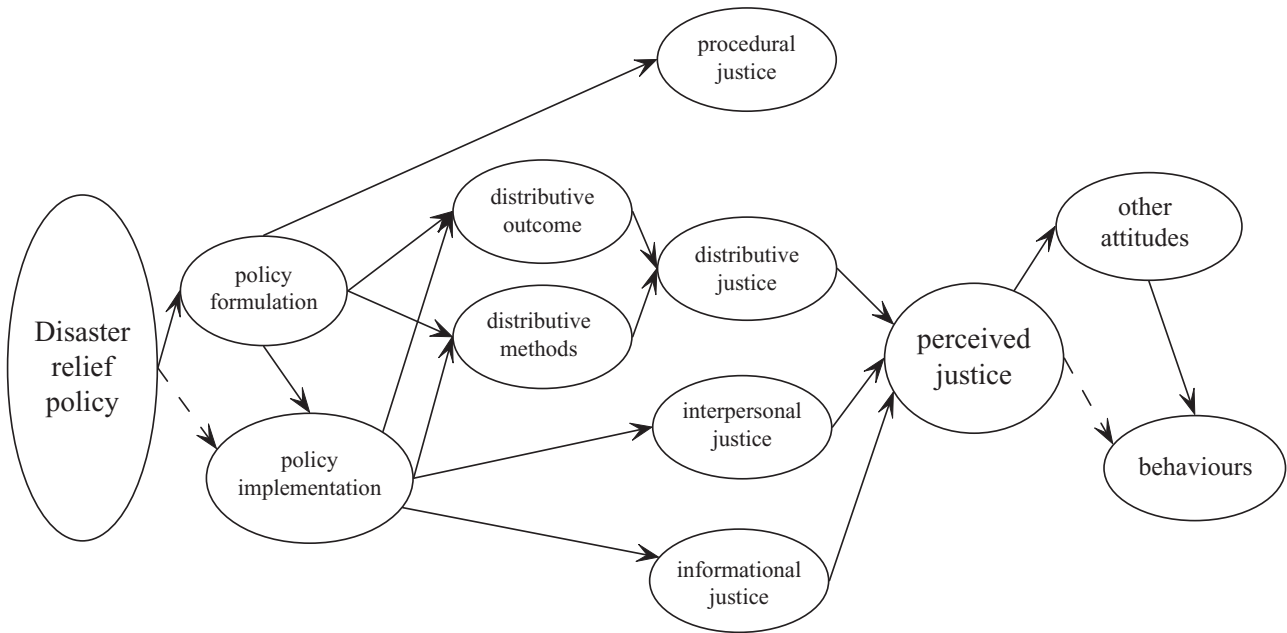 procedural
justice
distributive
outcome
other
attitudes
distributive
justice
policy
formulation
distributive
methods
Disaster
relief
policy
perceived
justice
interpersonal
justice
policy
implementation
behaviours
informational
justice